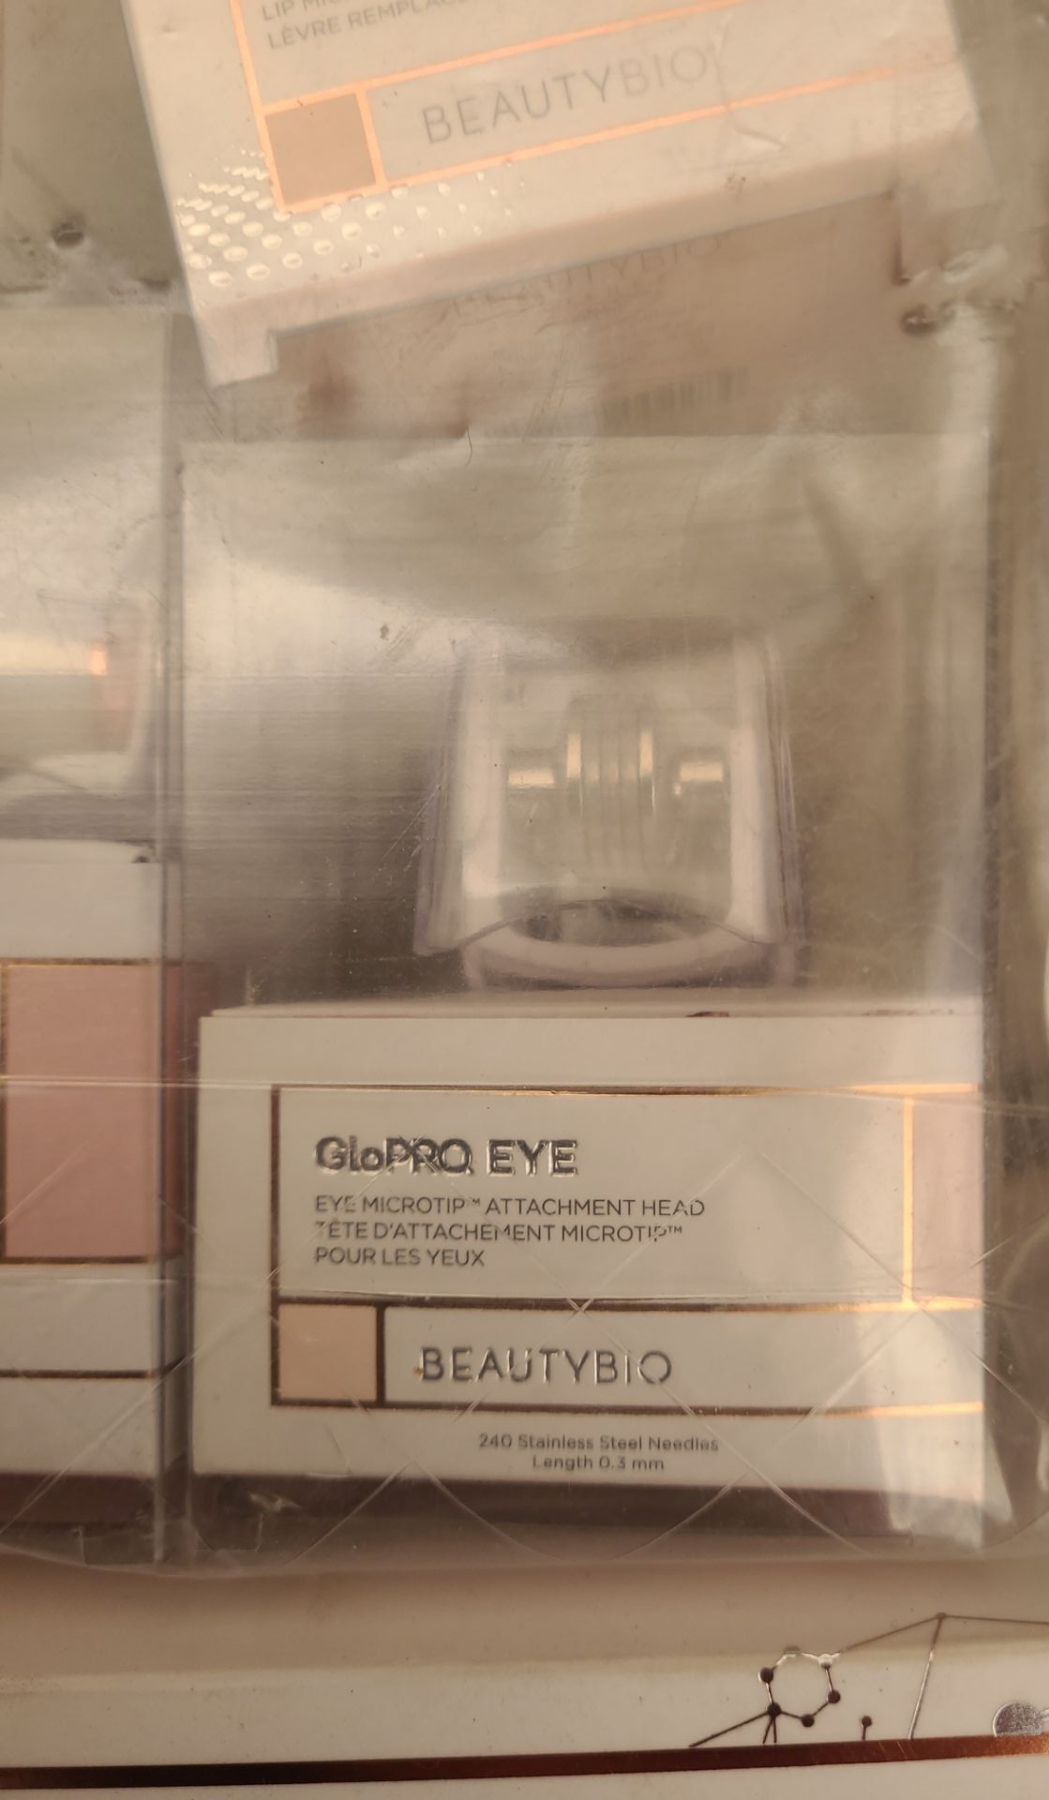 LÈVRE
BEAUTYBIO
BEAUTYBIO
GloPRO EYE
EYE MICROTIP™ ATTACHMENT HEAD
TÊTE D'ATTACHEMENT MICROTIP™
POUR LES YEUX
BEAUTYBIO
240 Stainless Steel Needles
Length 0.3 mm